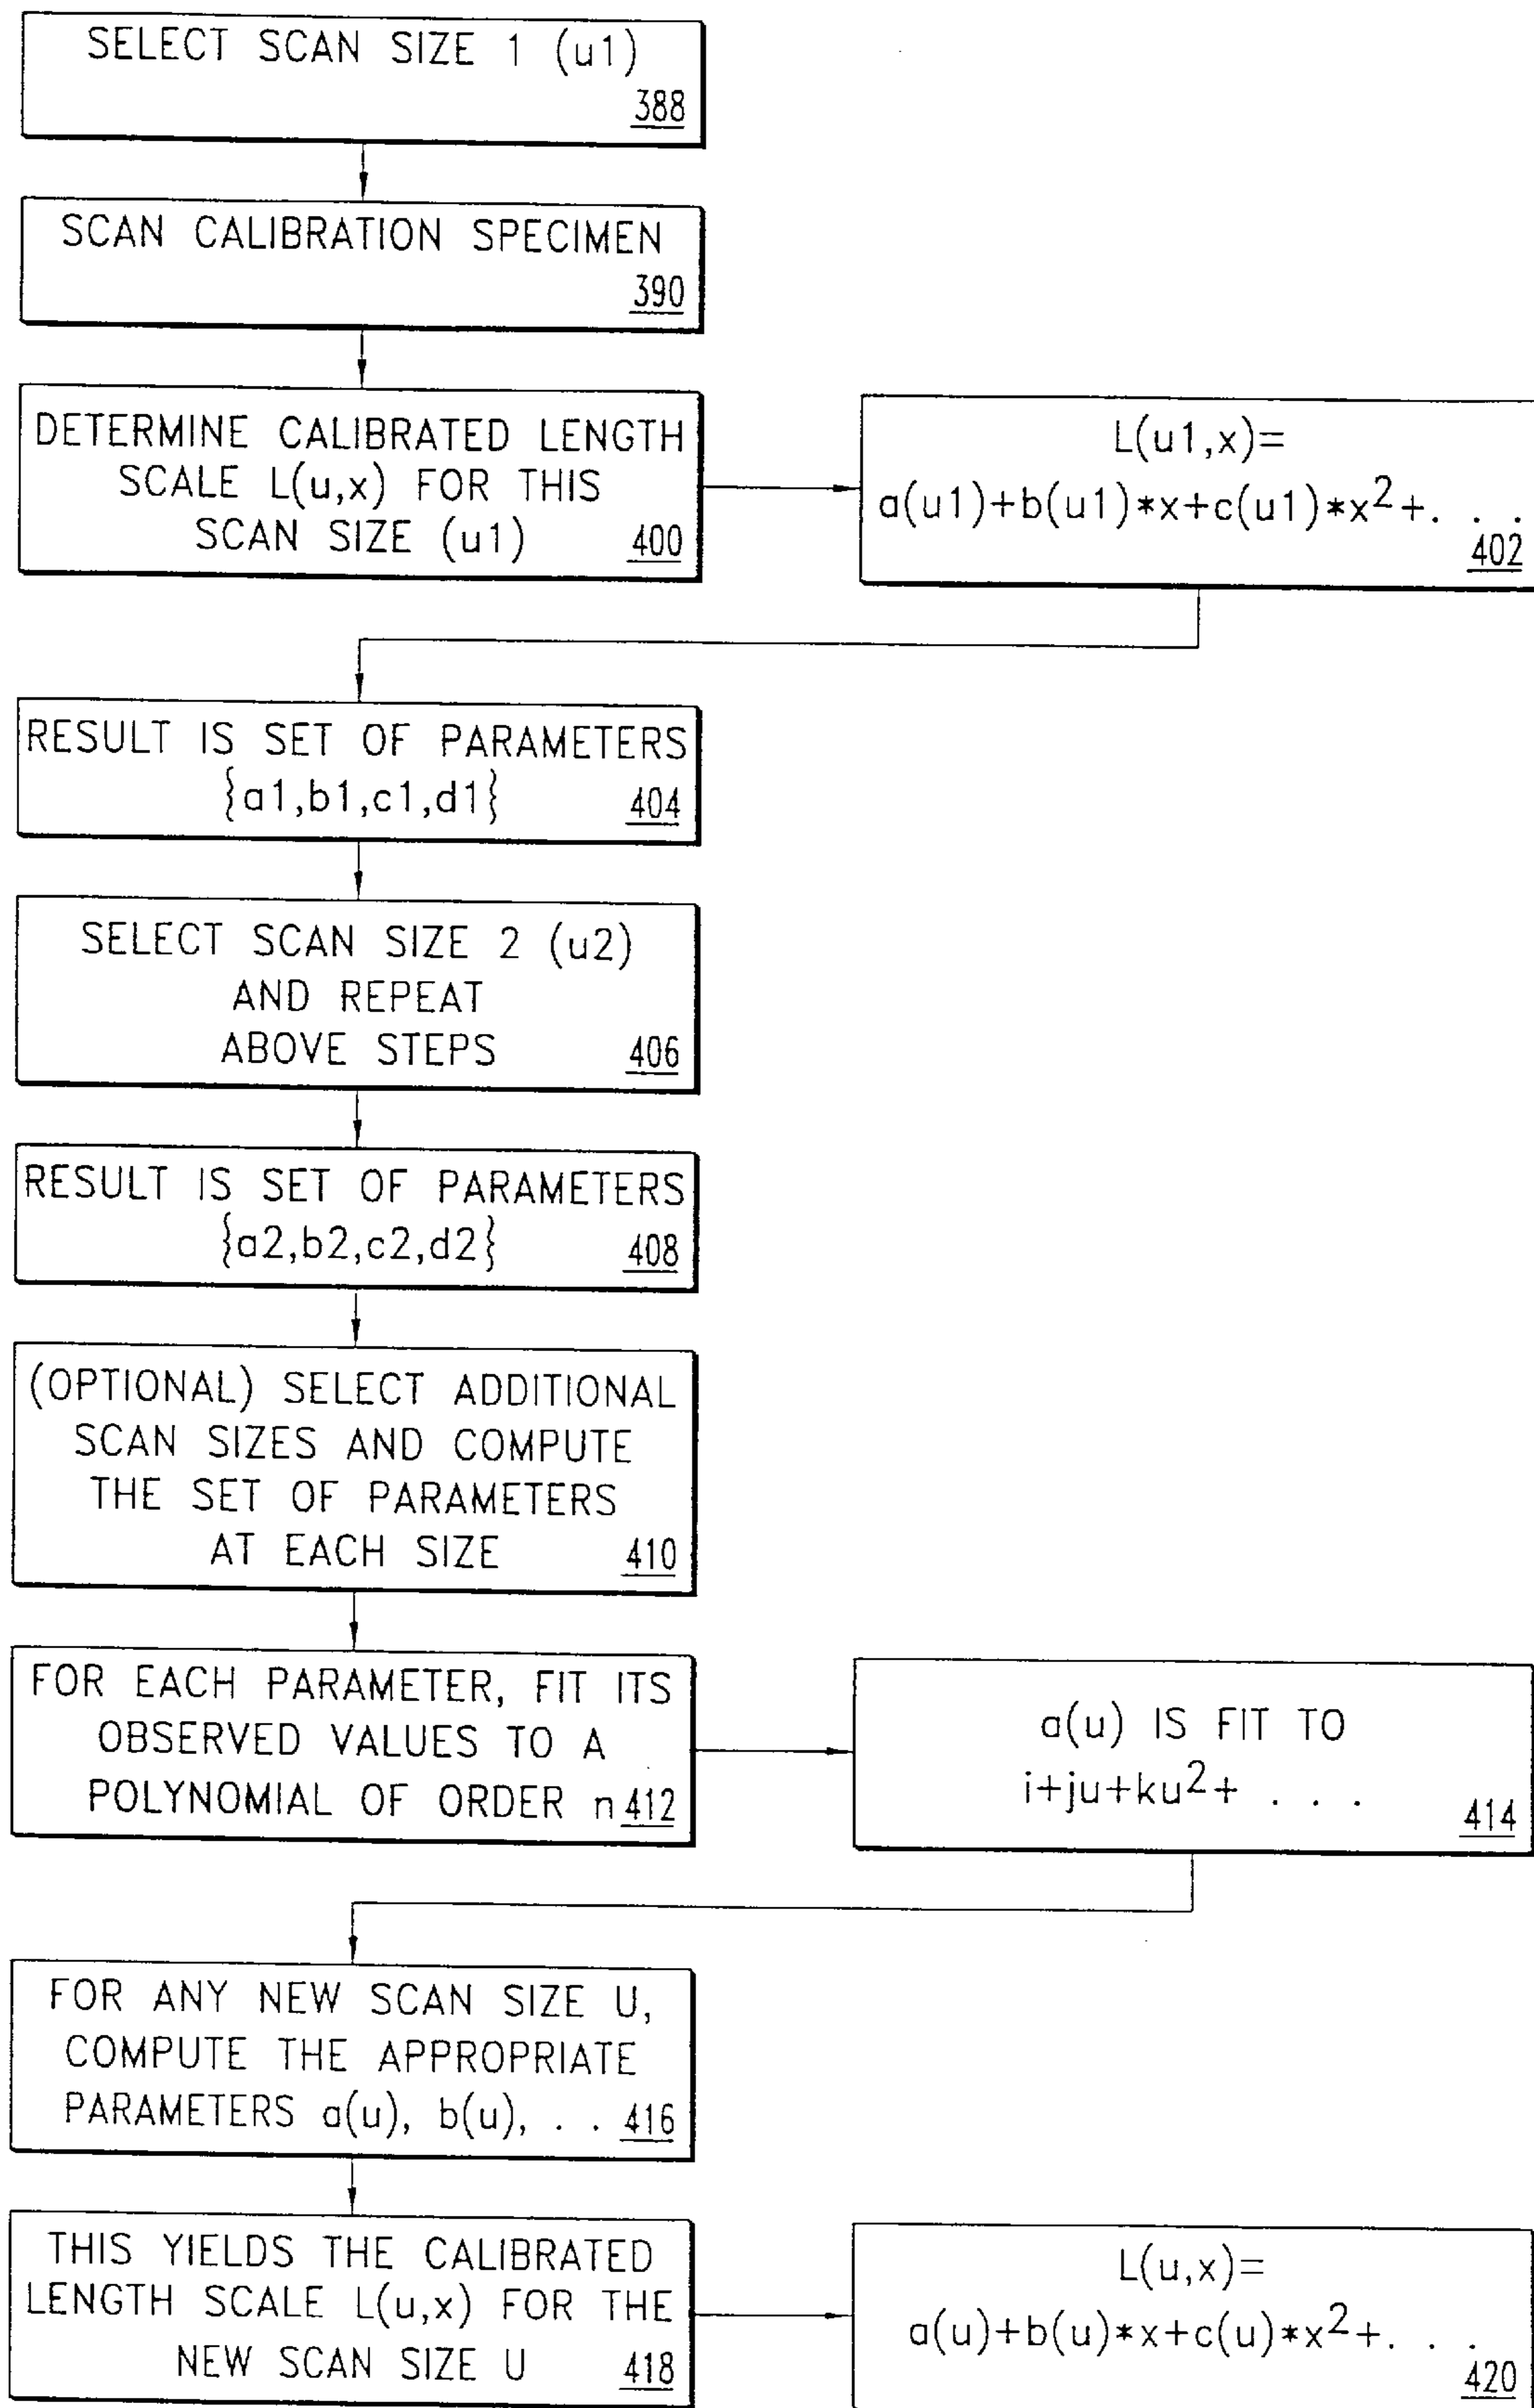 SELECT SCAN SIZE 1 (u1)
388
SCAN CALIBRATION SPECIMEN
390
DETERMINE CALIBRATED LENGTH
SCALE L(u,x) FOR THIS
SCAN SIZE (u1)
400
L(u1,x)=
a(u1)+b(u1)*x+c(u1)*x²+. . .
402
RESULT IS SET OF PARAMETERS
{a1,b1,c1,d1}
404
SELECT SCAN SIZE 2 (u2)
AND REPEAT
ABOVE STEPS
406
RESULT IS SET OF PARAMETERS
{a2,b2,c2,d2}
408
(OPTIONAL) SELECT ADDITIONAL
SCAN SIZES AND COMPUTE
THE SET OF PARAMETERS
AT EACH SIZE
410
FOR EACH PARAMETER, FIT ITS
OBSERVED VALUES TO A
POLYNOMIAL OF ORDER n
412
a(u) IS FIT TO
i+ju+ku²+ . . .
414
FOR ANY NEW SCAN SIZE U,
COMPUTE THE APPROPRIATE
PARAMETERS a(u), b(u), . .
416
THIS YIELDS THE CALIBRATED
LENGTH SCALE L(u,x) FOR THE
NEW SCAN SIZE U
418
L(u,x)=
a(u)+b(u)*x+c(u)*x²+. . .
420